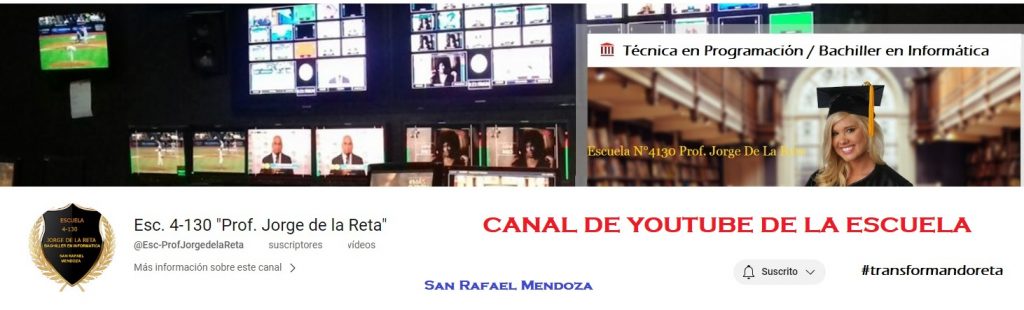 Técnica en Programación / Bachiller en Informática
Escuela N°4130 Prof. Jorge De La Reta
ESCUELA
4-130
JORGE DE LA RETA
BACHILLER EN INFORMATICA
SAN RAFAEL
MENDOZA
Esc. 4-130 "Prof. Jorge de la Reta"
@Esc-ProfJorgedelaReta suscriptores vídeos
Más información sobre este canal >
CANAL DE YOUTUBE DE LA ESCUELA
San Rafael Mendoza
Suscrito
#transformandoreta